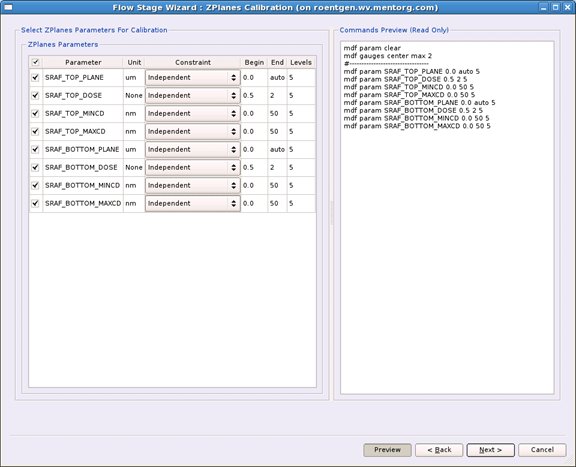 Flow Stage Wizard : ZPlanes Calibration (on roentgen.wv.mentorg.com)
Select ZPlanes Parameters For Calibration
ZPlanes Parameters
Parameter Unit Constraint Begin End Levels
SRAF_TOP_PLANE um Independent 0.0 auto 5
SRAF_TOP_DOSE None Independent 0.5 2 5
SRAF_TOP_MINCD nm Independent 0.0 50 5
SRAF_TOP_MAXCD nm Independent 0.0 50 5
SRAF_BOTTOM_PLANE um Independent 0.0 auto 5
SRAF_BOTTOM_DOSE None Independent 0.5 2 5
SRAF_BOTTOM_MINCD nm Independent 0.0 50 5
SRAF_BOTTOM_MAXCD nm Independent 0.0 50 5
Commands Preview (Read Only)
mdf param clear
mdf gauges center max 2
#-------------------------------
mdf param SRAF_TOP_PLANE 0.0 auto 5
mdf param SRAF_TOP_DOSE 0.5 2 5
mdf param SRAF_TOP_MINCD 0.0 50 5
mdf param SRAF_TOP_MAXCD 0.0 50 5
mdf param SRAF_BOTTOM_PLANE 0.0 auto 5
mdf param SRAF_BOTTOM_DOSE 0.5 2 5
mdf param SRAF_BOTTOM_MINCD 0.0 50 5
mdf param SRAF_BOTTOM_MAXCD 0.0 50 5
Preview < Back Next > Cancel